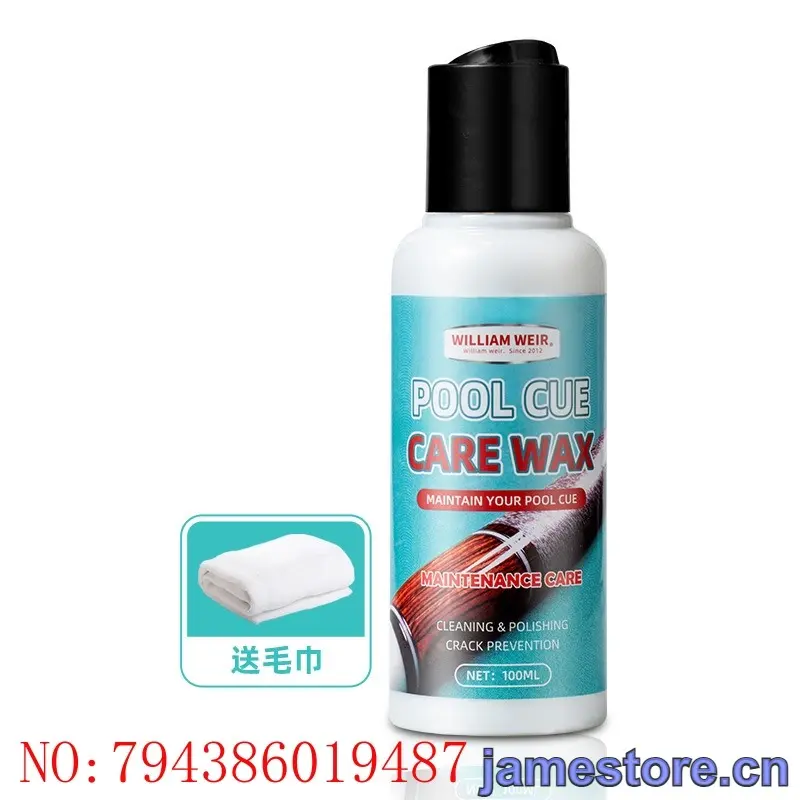 WILLIAM WEIR®
william weir. Since 2012
POOL CUE
CARE WAX
MAINTAIN YOUR POOL CUE
MAINTENANCE CARE
CLEANING & POLISHING
CRACK PREVENTION
NET: 100ML
送毛巾
NO:794386019487
jamestore.cn